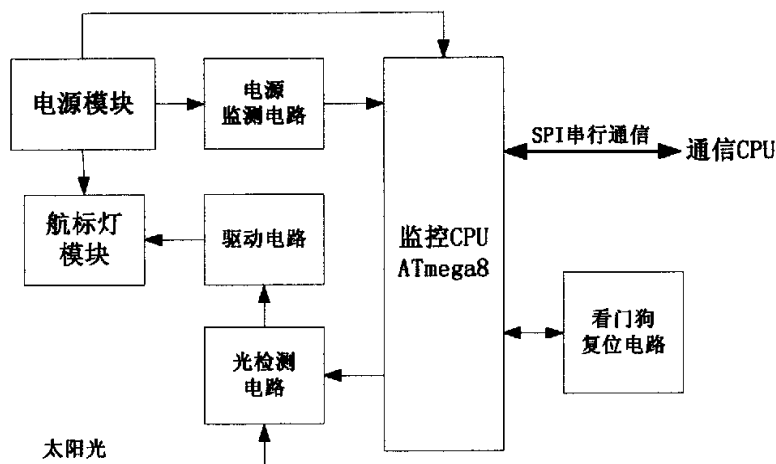 电源模块
电源
监测电路
SPI串行通信
通信CPU
航标灯
模块
驱动电路
监控CPU
ATmega8
看门狗
复位电路
光检测
电路
太阳光